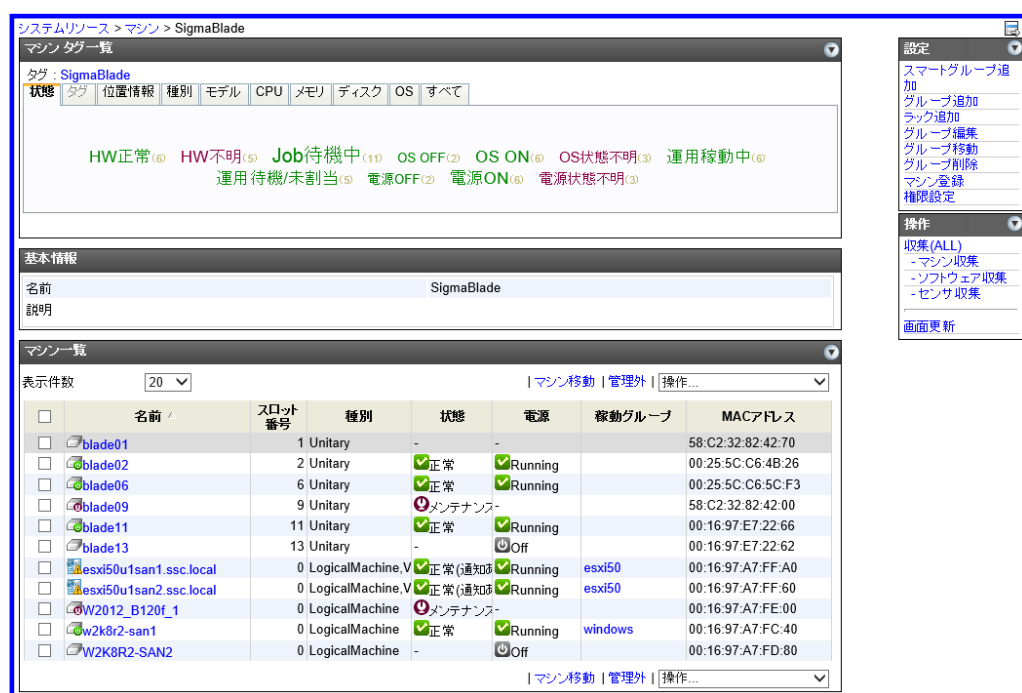 システムリソース > マシン > SigmaBlade
マシン タグ一覧
タグ : SigmaBlade
状態 タグ 位置情報 種別 モデル CPU メモリ ディスク OS すべて
HW正常(6) HW不明(5) Job待機中(11) OS OFF(2) OS ON(6) OS状態不明(3) 運用稼動中(6)
運用待機/未割当(5) 電源OFF(2) 電源ON(6) 電源状態不明(3)
基本情報
名前 SigmaBlade
説明
マシン一覧
表示件数 20 | マシン移動 | 管理外 | 操作...
名前 スロット番号 種別 状態 電源 稼働グループ MACアドレス
blade01 1 Unitary - - 58:C2:32:82:42:70
blade02 2 Unitary 正常 Running 00:25:5C:C6:4B:26
blade06 6 Unitary 正常 Running 00:25:5C:C6:5C:F3
blade09 9 Unitary メンテナンス - 58:C2:32:82:42:00
blade11 11 Unitary 正常 Running 00:16:97:E7:22:66
blade13 13 Unitary - Off 00:16:97:E7:22:62
esxi50u1san1.ssc.local 0 LogicalMachine,V 正常(通知あ Running esxi50 00:16:97:A7:FF:A0
esxi50u1san2.ssc.local 0 LogicalMachine,V 正常(通知あ Running esxi50 00:16:97:A7:FF:60
W2012_B120f_1 0 LogicalMachine メンテナンス - 00:16:97:A7:FE:00
w2k8r2-san1 0 LogicalMachine 正常 Running windows 00:16:97:A7:FC:40
W2K8R2-SAN2 0 LogicalMachine - Off 00:16:97:A7:FD:80
| マシン移動 | 管理外 | 操作...
設定
スマートグループ追
加
グループ追加
ラック追加
グループ編集
グループ移動
グループ削除
マシン登録
権限設定
操作
収集(ALL)
- マシン収集
- ソフトウェア収集
- センサ収集
画面更新